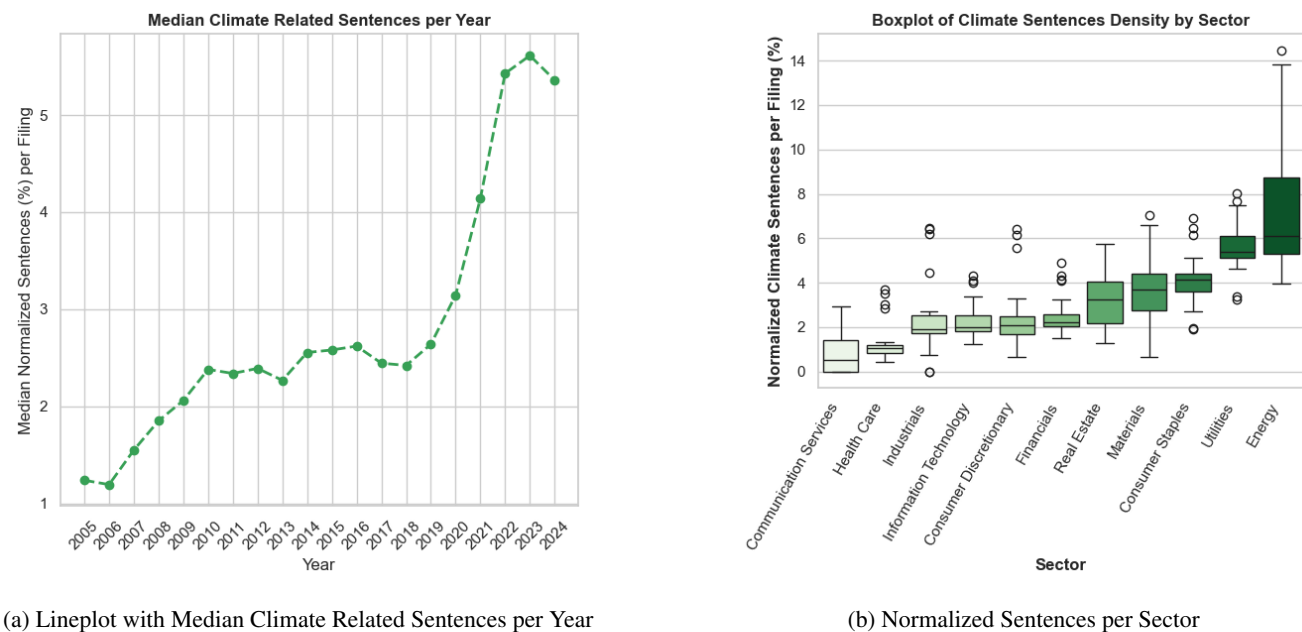 Median Climate Related Sentences per Year
Median Normalized Sentences (%) per Filing
5
4
3
2
1
2005
2006
2007
2008
2009
2010
2011
2012
2013
2014
2015
2016
2017
2018
2019
2020
2021
2022
2023
2024
Year
(a) Lineplot with Median Climate Related Sentences per Year
Boxplot of Climate Sentences Density by Sector
Normalized Climate Sentences per Filing (%)
14
12
10
8
6
4
2
0
Communication Services
Health Care
Industrials
Information Technology
Consumer Discretionary
Financials
Real Estate
Materials
Consumer Staples
Utilities
Energy
Sector
(b) Normalized Sentences per Sector